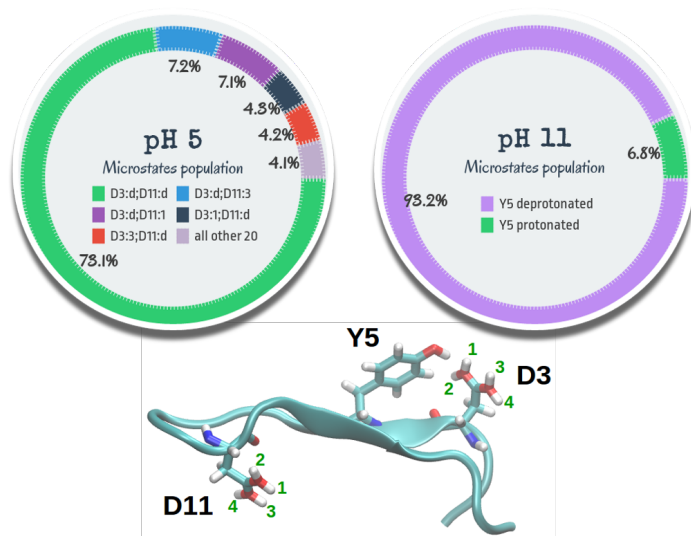 7.2%
7.1%
4.8%
4.2%
4.1%
pH 5
Microstates population
D3:d;D11:d D3:d;D11:3
D3:d;D11:1 D3:1;D11:d
D3:3;D11:d all other 20
73.1%
pH 11
Microstates population
6.8%
93.2%
Y5 deprotonated
Y5 protonated
Y5
D3
1
3
2
4
D11
2
1
4
3